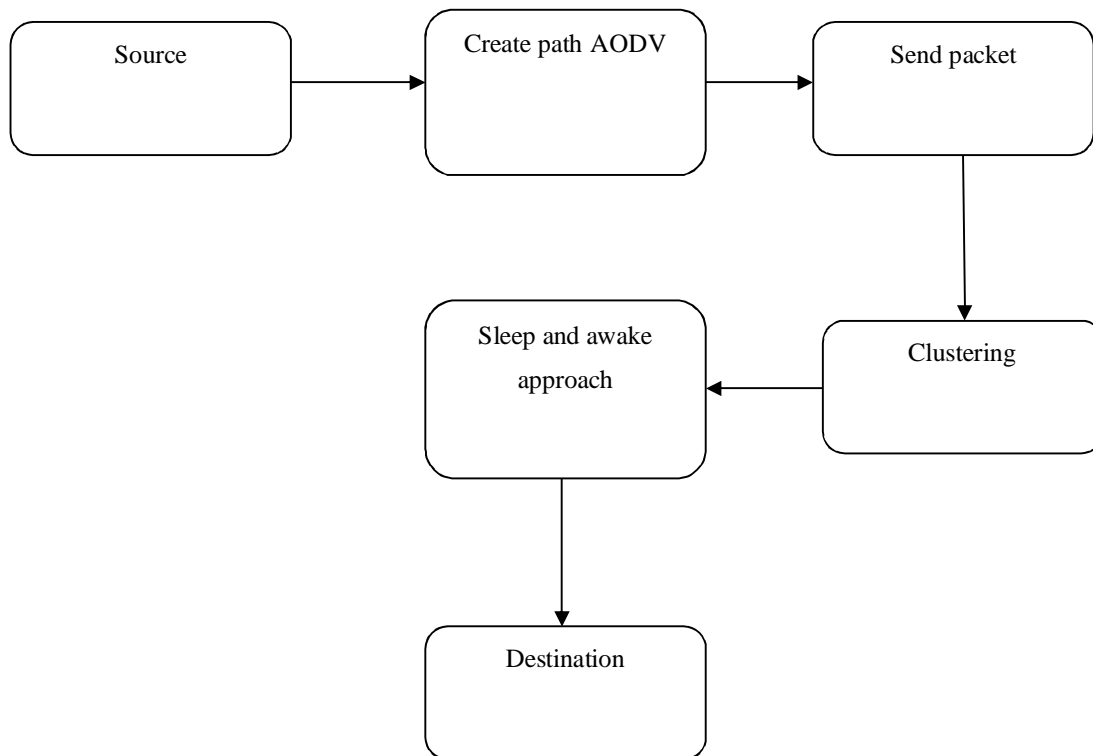 Source
Create path AODV
Send packet
Clustering
Sleep and awake
approach
Destination